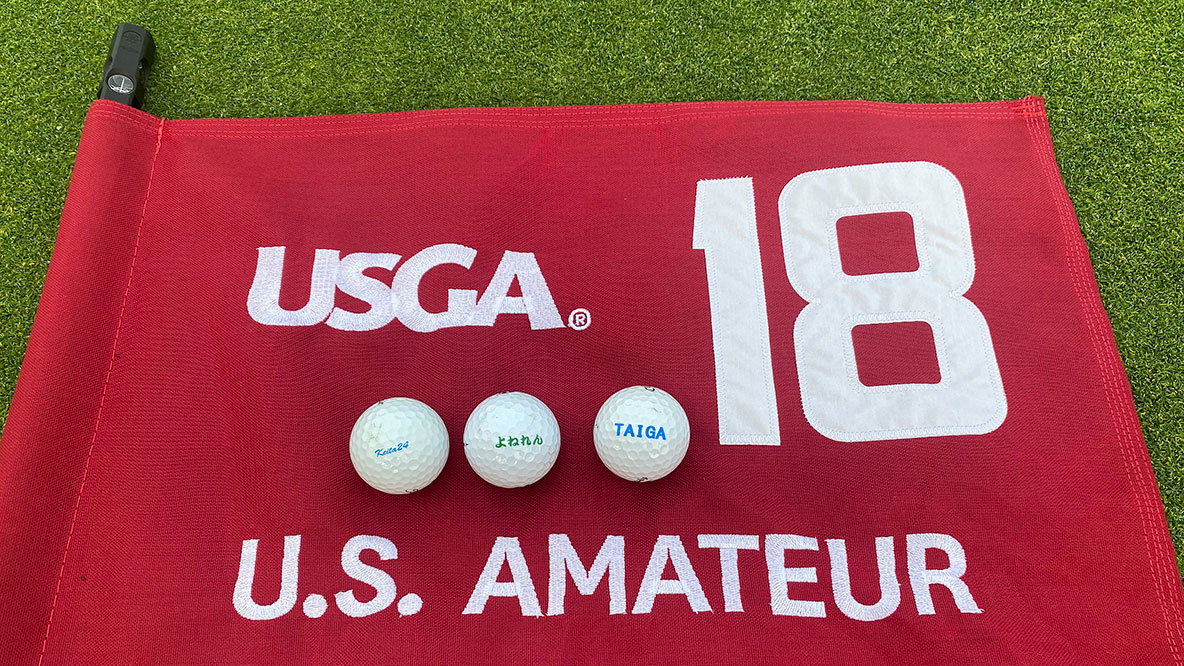 18
USGA®
Keita24
よねれん
TAIGA
U.S. AMATEUR